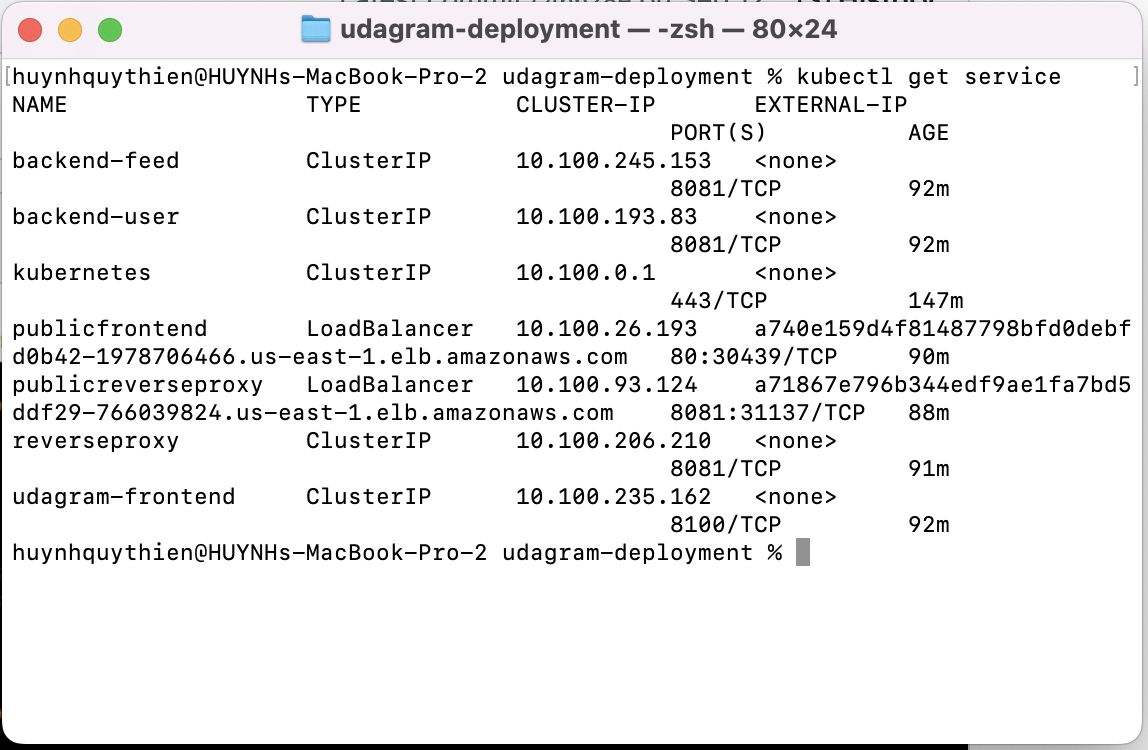 udagram-deployment — -zsh — 80×24
[huynhquythien@HUYNHs-MacBook-Pro-2 udagram-deployment % kubectl get service ]
NAME TYPE CLUSTER-IP EXTERNAL-IP
PORT(S) AGE
backend-feed ClusterIP 10.100.245.153 <none>
8081/TCP 92m
backend-user ClusterIP 10.100.193.83 <none>
8081/TCP 92m
kubernetes ClusterIP 10.100.0.1 <none>
443/TCP 147m
publicfrontend LoadBalancer 10.100.26.193 a740e159d4f81487798bfd0debf
d0b42-1978706466.us-east-1.elb.amazonaws.com 80:30439/TCP 90m
publicreverseproxy LoadBalancer 10.100.93.124 a71867e796b344edf9ae1fa7bd5
ddf29-766039824.us-east-1.elb.amazonaws.com 8081:31137/TCP 88m
reverseproxy ClusterIP 10.100.206.210 <none>
8081/TCP 91m
udagram-frontend ClusterIP 10.100.235.162 <none>
8100/TCP 92m
huynhquythien@HUYNHs-MacBook-Pro-2 udagram-deployment %